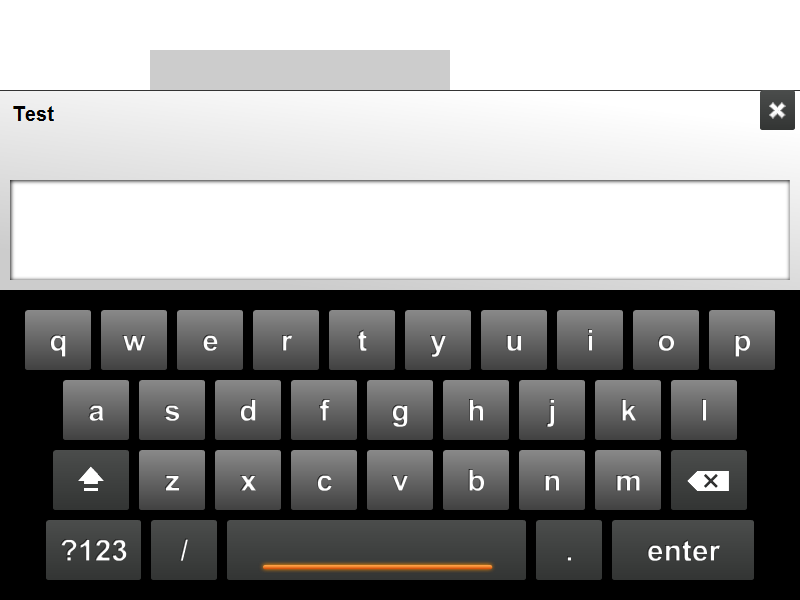 Test
q w e r t y u i o p
a s d f g h j k l
z x c v b n m
?123 / . enter